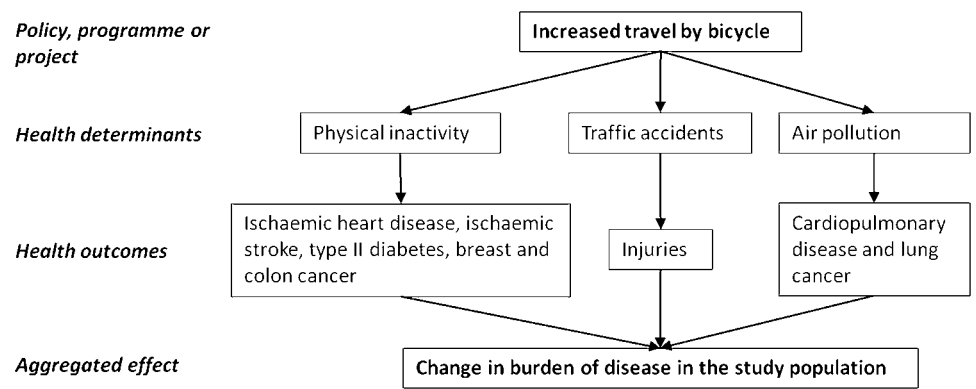 Policy, programme or
project
Increased travel by bicycle
Health determinants
Physical inactivity
Traffic accidents
Air pollution
Health outcomes
Ischaemic heart disease, ischaemic
stroke, type II diabetes, breast and
colon cancer
Injuries
Cardiopulmonary
disease and lung
cancer
Aggregated effect
Change in burden of disease in the study population